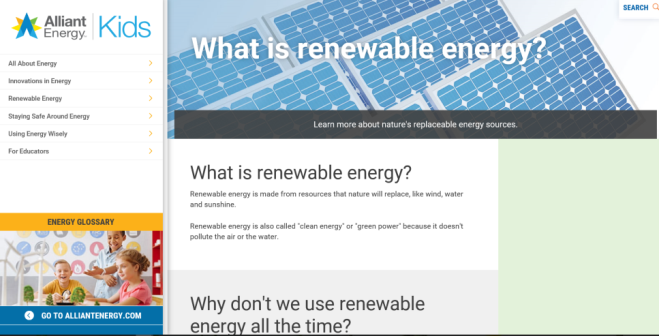 Alliant
Energy.
Kids
All About Energy
Innovations in Energy
Renewable Energy
Staying Safe Around Energy
Using Energy Wisely
For Educators
ENERGY GLOSSARY
GO TO ALLIANTENERGY.COM
SEARCH
What is renewable energy?
Learn more about nature's replaceable energy sources.
What is renewable energy?
Renewable energy is made from resources that nature will replace, like wind, water
and sunshine.
Renewable energy is also called "clean energy" or "green power" because it doesn't
pollute the air or the water.
Why don't we use renewable
energy all the time?